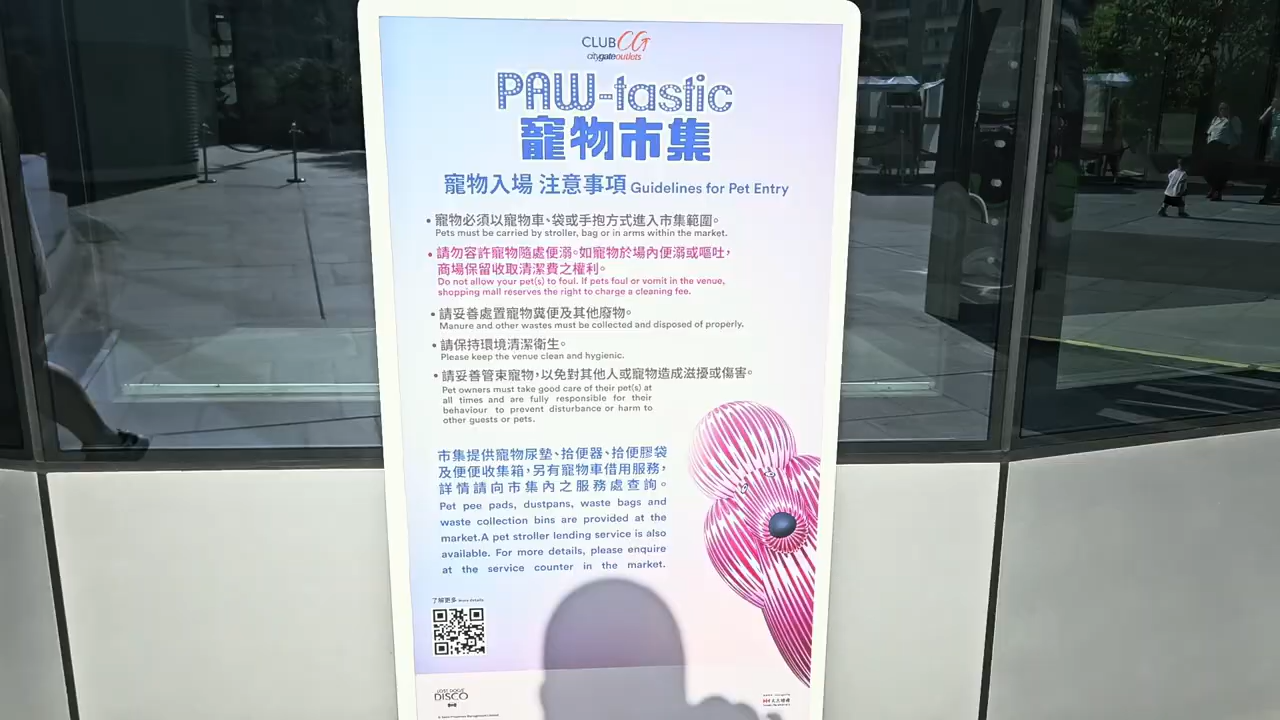 CLUB CG
citygateoutlets
PAW-tastic
寵物市集
寵物入場 注意事項 Guidelines for Pet Entry
• 寵物必須以寵物車、袋或手抱方式進入市集範圍。
Pets must be carried by stroller, bag or in arms within the market.
• 請勿容許寵物隨處便溺。如寵物於場內便溺或嘔吐，
商場保留收取清潔費之權利。
Do not allow your pet(s) to foul. If pets foul or vomit in the venue,
shopping mall reserves the right to charge a cleaning fee.
• 請妥善處置寵物糞便及其他廢物。
Manure and other wastes must be collected and disposed of properly.
• 請保持環境清潔衛生。
Please keep the venue clean and hygienic.
• 請妥善管束寵物，以免對其他人或寵物造成滋擾或傷害。
Pet owners must take good care of their pet(s) at
all times and are fully responsible for their
behaviour to prevent disturbance or harm to
other guests or pets.
市集提供寵物尿墊、拾便器、拾便膠袋
及便便收集箱，另有寵物車借用服務，
詳情請向市集內之服務處查詢。
Pet pee pads, dustpans, waste bags and
waste collection bins are provided at the
market.A pet stroller lending service is also
available. For more details, please enquire
at the service counter in the market.
了解更多 More details
LOST DOGS
DISCO